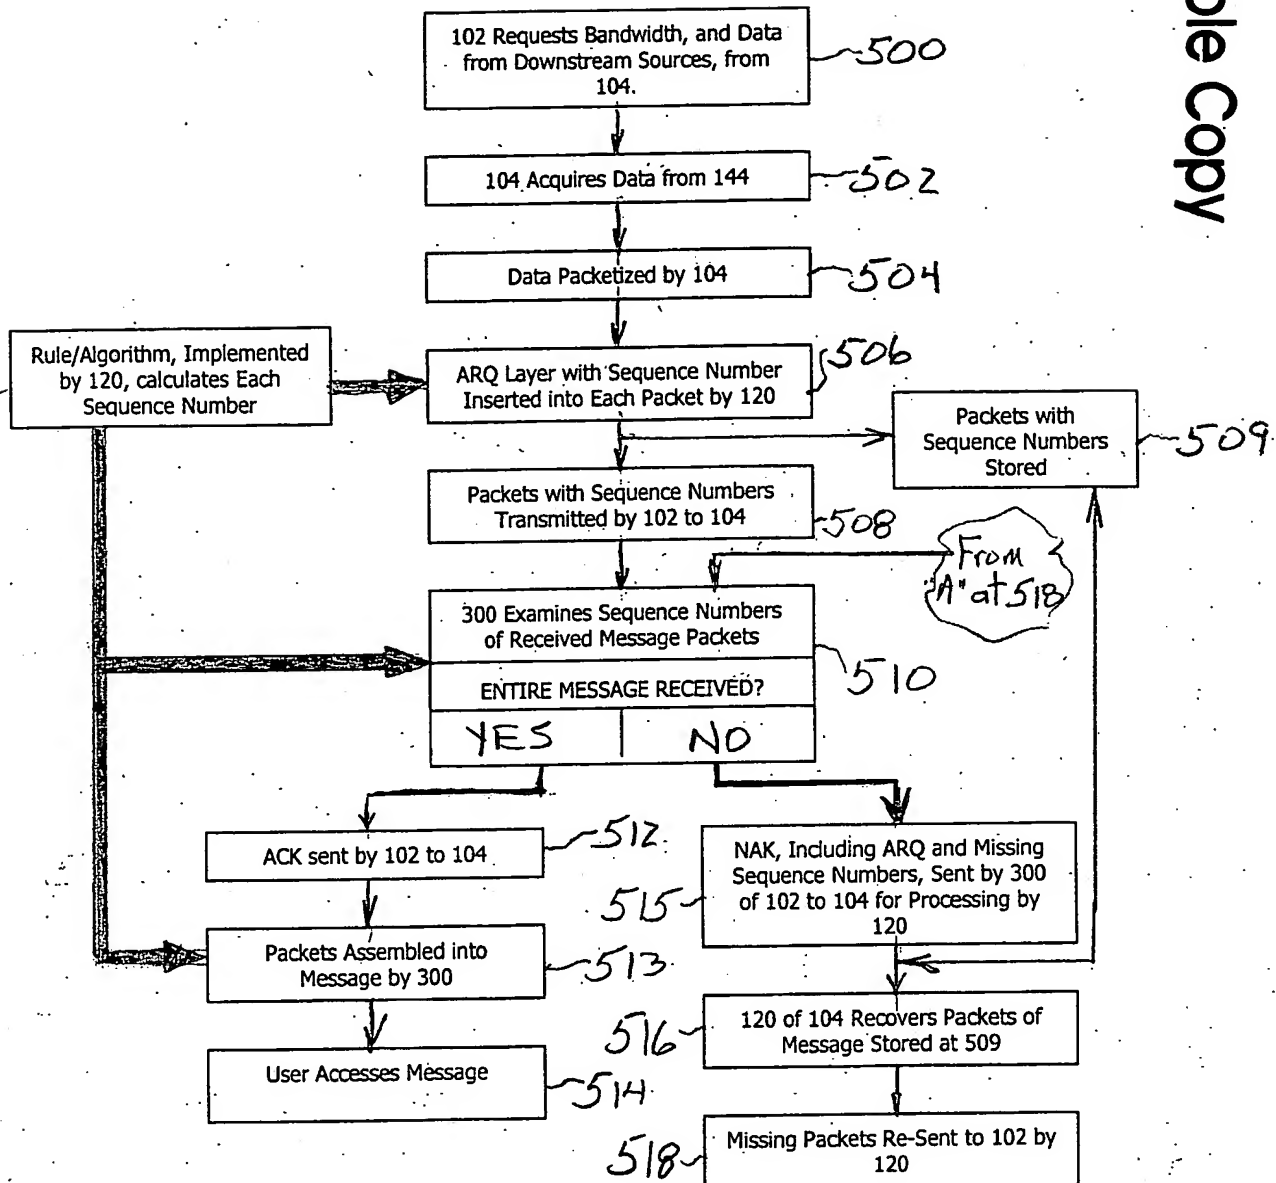 102 Requests Bandwidth, and Data
from Downstream Sources, from
104.
500
ble Copy
104 Acquires Data from 144
502
Data Packetized by 104
504
Rule/Algorithm, Implemented
by 120, calculates Each
Sequence Number
ARQ Layer with Sequence Number
Inserted into Each Packet by 120
506
Packets with
Sequence Numbers
Stored
509
Packets with Sequence Numbers
Transmitted by 102 to 104
508
From
"A" at 518
300 Examines Sequence Numbers
of Received Message Packets
510
ENTIRE MESSAGE RECEIVED?
YES
NO
ACK sent by 102 to 104
512
NAK, Including ARQ and Missing
Sequence Numbers, Sent by 300
of 102 to 104 for Processing by
120
515
Packets Assembled into
Message by 300
513
120 of 104 Recovers Packets of
Message Stored at 509
516
User Accesses Message
514
Missing Packets Re-Sent to 102 by
120
518